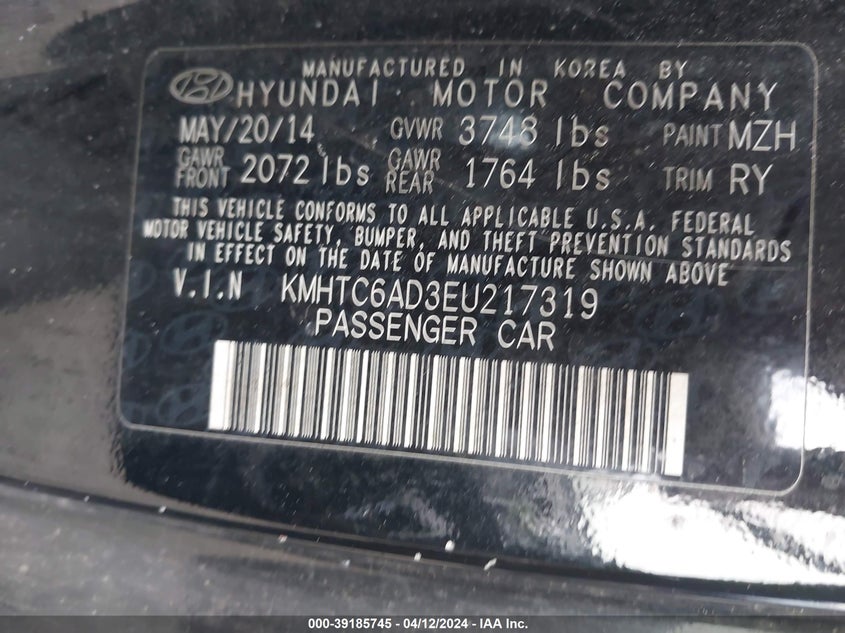 MANUFACTURED IN KOREA BY
HYUNDAI MOTOR COMPANY
MAY/20/14 GVWR 3748 lbs PAINT MZH
GAWR FRONT 2072 lbs GAWR REAR 1764 lbs TRIM RY
THIS VEHICLE CONFORMS TO ALL APPLICABLE U.S.A. FEDERAL
MOTOR VEHICLE SAFETY, BUMPER, AND THEFT PREVENTION STANDARDS
IN EFFECT ON THE DATE OF MANUFACTURE SHOWN ABOVE
V.I.N KMHTC6AD3EU217319
PASSENGER CAR
000-39185745 - 04/12/2024 - IAA Inc.